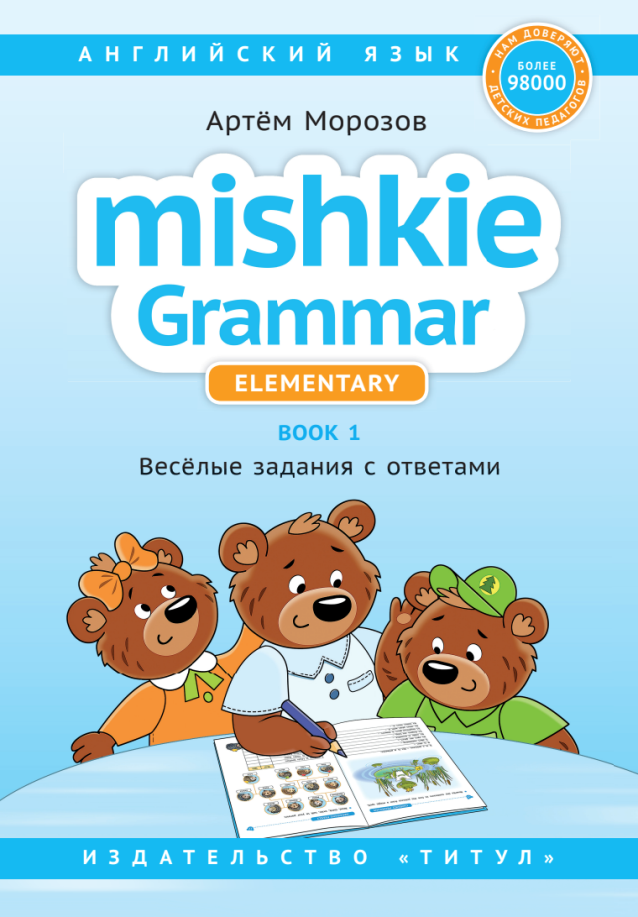 АНГЛИЙСКИЙ ЯЗЫК
НАМ ДОВЕРЯЮТ
БОЛЕЕ
98000
ДЕТСКИХ ПЕДАГОГОВ
Артём Морозов
mishkie
Grammar
ELEMENTARY
BOOK 1
Весёлые задания с ответами
ИЗДАТЕЛЬСТВО «ТИТУЛ»